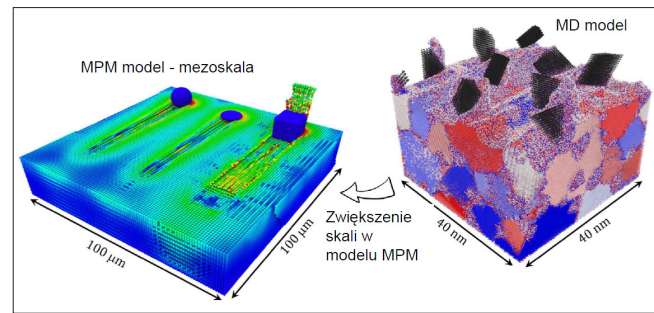 MPM model - mezoskala
MD model
100 µm
100 µm
Zwiększenie
skali w
modelu MPM
40 nm
40 nm